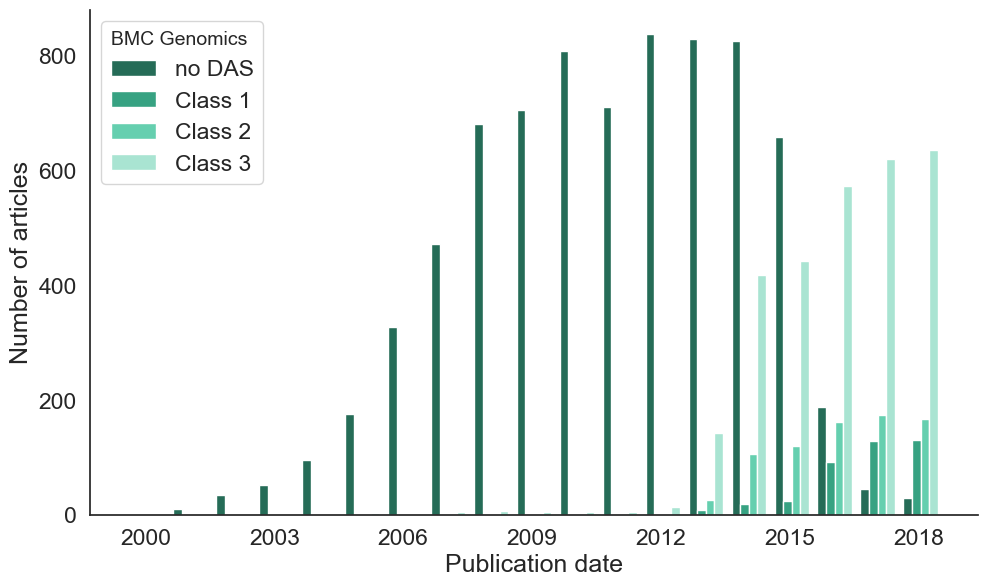 BMC Genomics
no DAS
Class 1
Class 2
Class 3
Number of articles
800
600
400
200
0
2000 2003 2006 2009 2012 2015 2018
Publication date